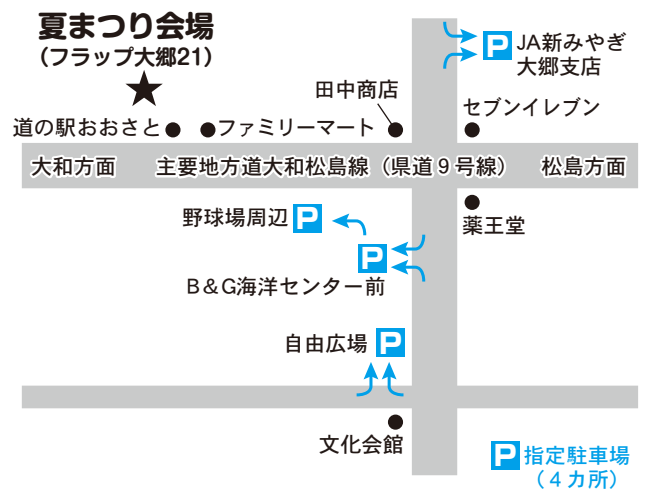 夏まつり会場
(フラップ大郷21)
P JA新みやぎ
大郷支店
田中商店
セブンイレブン
道の駅おおさと
ファミリーマート
大和方面
主要地方道大和松島線（県道９号線）
松島方面
野球場周辺 P
薬王堂
P
B＆G海洋センター前
自由広場 P
文化会館
P 指定駐車場
（４カ所）